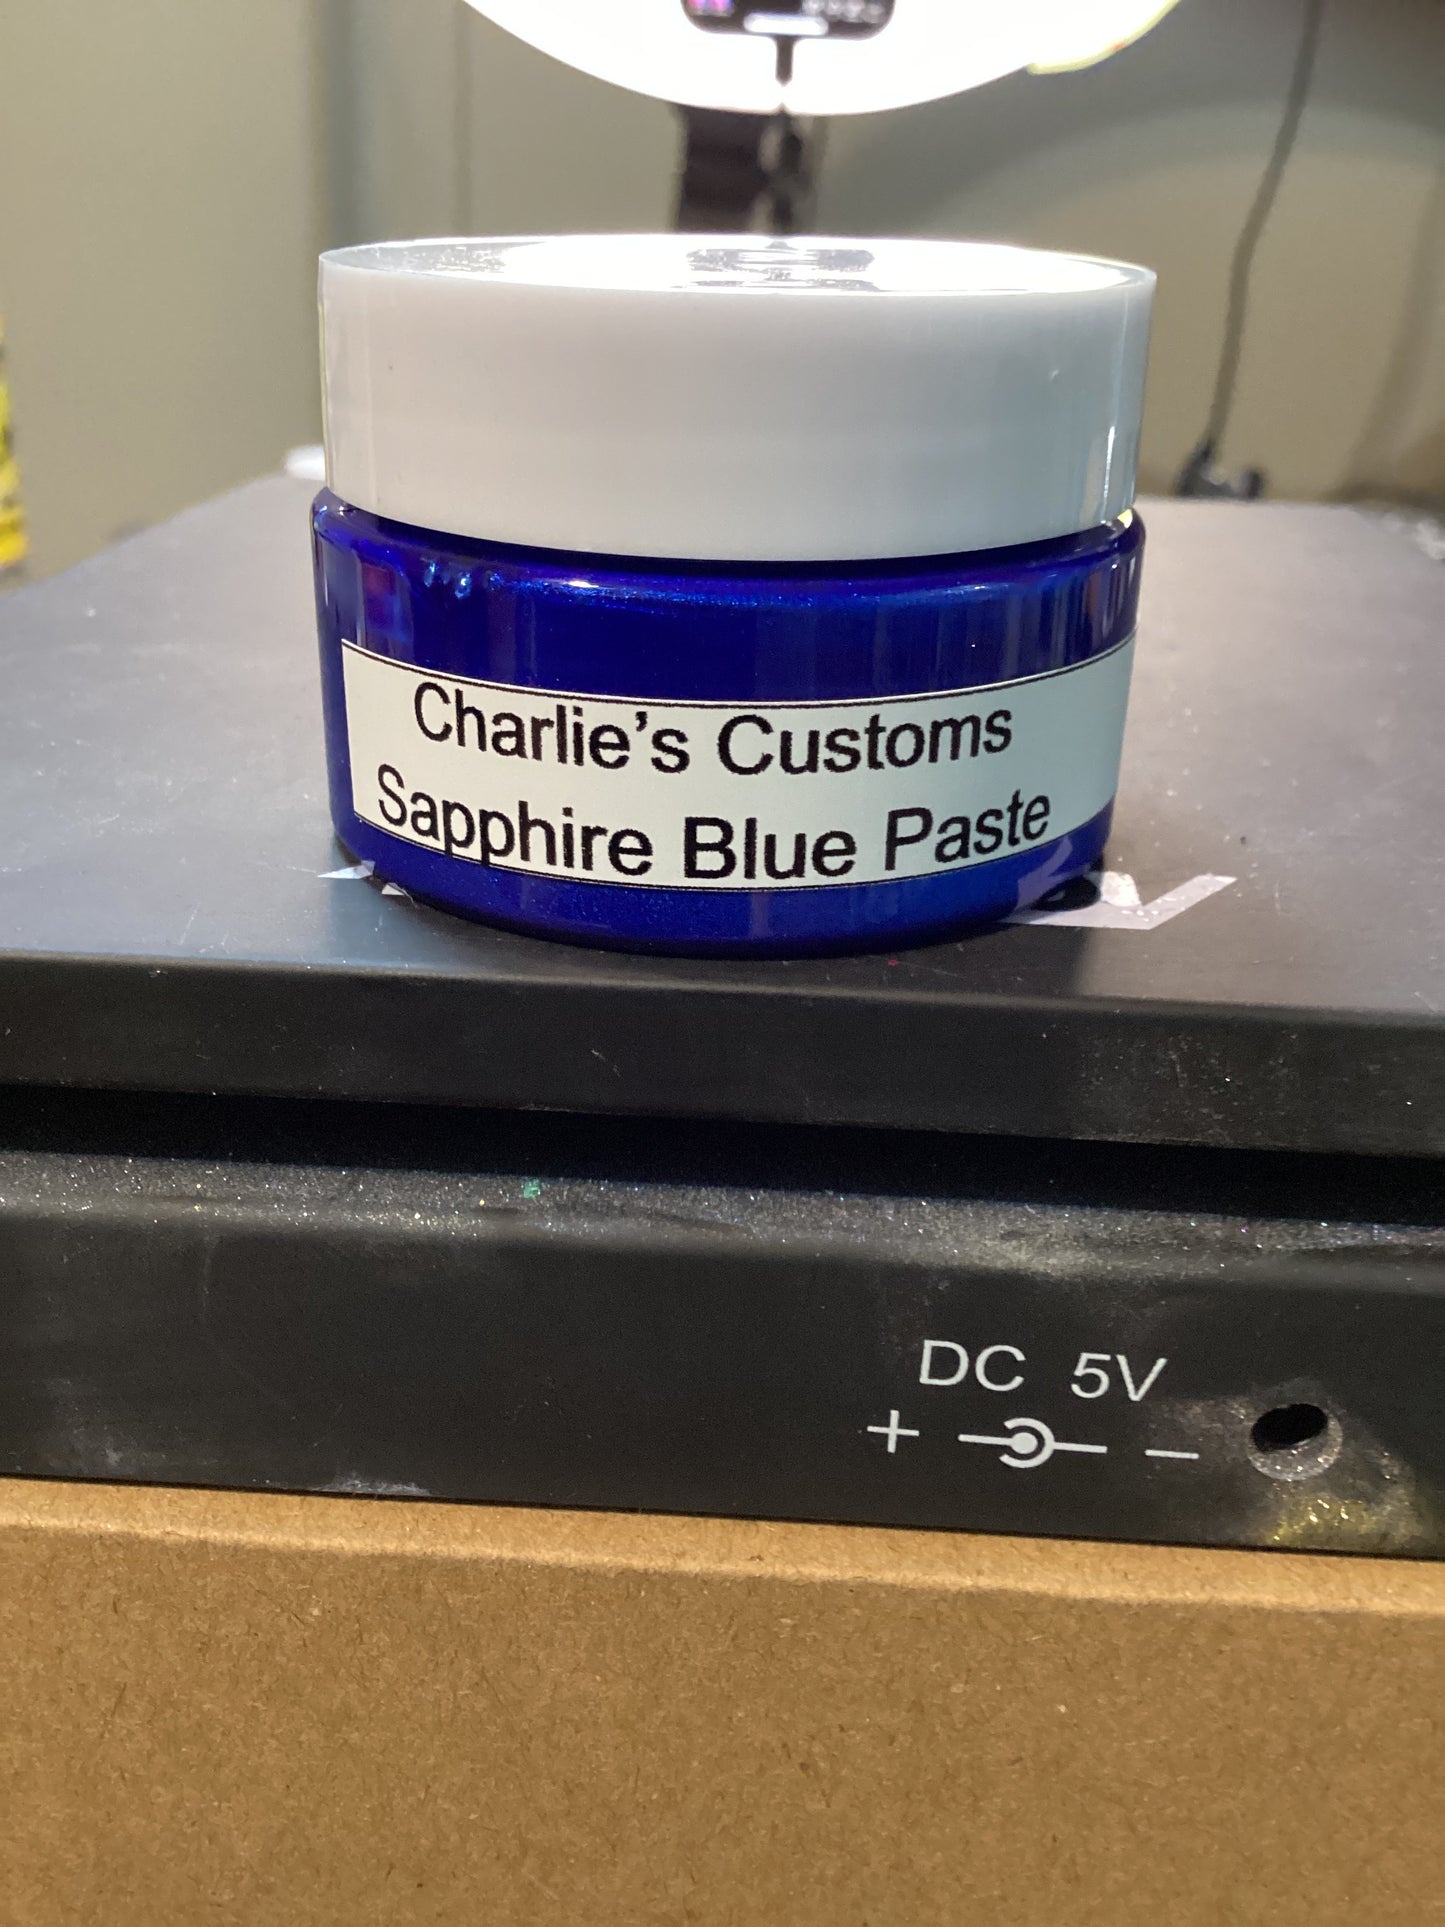 Charlie’s Customs
Sapphire Blue Paste
DC 5V
+ −